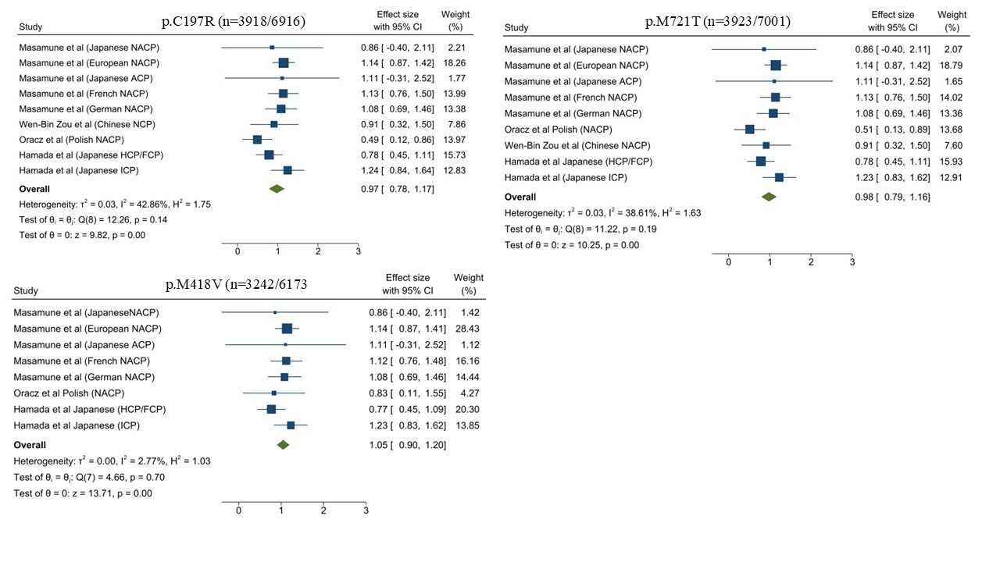 p.C197R (n=3918/6916)
Effect size Weight
Study with 95% CI (%)
Masamune et al (Japanese NACP) 0.86 [ -0.40, 2.11] 2.21
Masamune et al (European NACP) 1.14 [ 0.87, 1.42] 18.26
Masamune et al (Japanese ACP) 1.11 [ -0.31, 2.52] 1.77
Masamune et al (French NACP) 1.13 [ 0.76, 1.50] 13.99
Masamune et al (German NACP) 1.08 [ 0.69, 1.46] 13.38
Wen-Bin Zou et al (Chinese NCP) 0.91 [ 0.32, 1.50] 7.86
Oracz et al (Polish NACP) 0.49 [ 0.12, 0.86] 13.97
Hamada et al (Japanese HCP/FCP) 0.78 [ 0.45, 1.11] 15.73
Hamada et al (Japanese ICP) 1.24 [ 0.84, 1.64] 12.83
Overall 0.97 [ 0.78, 1.17]
Heterogeneity: τ² = 0.03, I² = 42.86%, H² = 1.75
Test of θᵢ = θⱼ: Q(8) = 12.26, p = 0.14
Test of θ = 0: z = 9.82, p = 0.00
0 1 2 3
p.M721T (n=3923/7001)
Effect size Weight
Study with 95% CI (%)
Masamune et al (Japanese NACP) 0.86 [ -0.40, 2.11] 2.07
Masamune et al (European NACP) 1.14 [ 0.87, 1.42] 18.79
Masamune et al (Japanese ACP) 1.11 [ -0.31, 2.52] 1.65
Masamune et al (French NACP) 1.13 [ 0.76, 1.50] 14.02
Masamune et al (German NACP) 1.08 [ 0.69, 1.46] 13.36
Oracz et al Polish (NACP) 0.51 [ 0.13, 0.89] 13.68
Wen-Bin Zou et al (Chinese NACP) 0.91 [ 0.32, 1.50] 7.60
Hamada et al Japanese (HCP/FCP) 0.78 [ 0.45, 1.11] 15.93
Hamada et al (Japanese ICP) 1.23 [ 0.83, 1.62] 12.91
Overall 0.98 [ 0.79, 1.16]
Heterogeneity: τ² = 0.03, I² = 38.61%, H² = 1.63
Test of θᵢ = θⱼ: Q(8) = 11.22, p = 0.19
Test of θ = 0: z = 10.25, p = 0.00
0 1 2 3
p.M418V (n=3242/6173
Effect size Weight
Study with 95% CI (%)
Masamune et al (JapaneseNACP) 0.86 [ -0.40, 2.11] 1.42
Masamune et al (European NACP) 1.14 [ 0.87, 1.41] 28.43
Masamune et al (Japanese ACP) 1.11 [ -0.31, 2.52] 1.12
Masamune et al (French NACP) 1.12 [ 0.76, 1.48] 16.16
Masamune et al (German NACP) 1.08 [ 0.69, 1.46] 14.44
Oracz et al Polish (NACP) 0.83 [ 0.11, 1.55] 4.27
Hamada et al Japanese (HCP/FCP) 0.77 [ 0.45, 1.09] 20.30
Hamada et al Japanese (ICP) 1.23 [ 0.83, 1.62] 13.85
Overall 1.05 [ 0.90, 1.20]
Heterogeneity: τ² = 0.00, I² = 2.77%, H² = 1.03
Test of θᵢ = θⱼ: Q(7) = 4.66, p = 0.70
Test of θ = 0: z = 13.71, p = 0.00
0 1 2 3